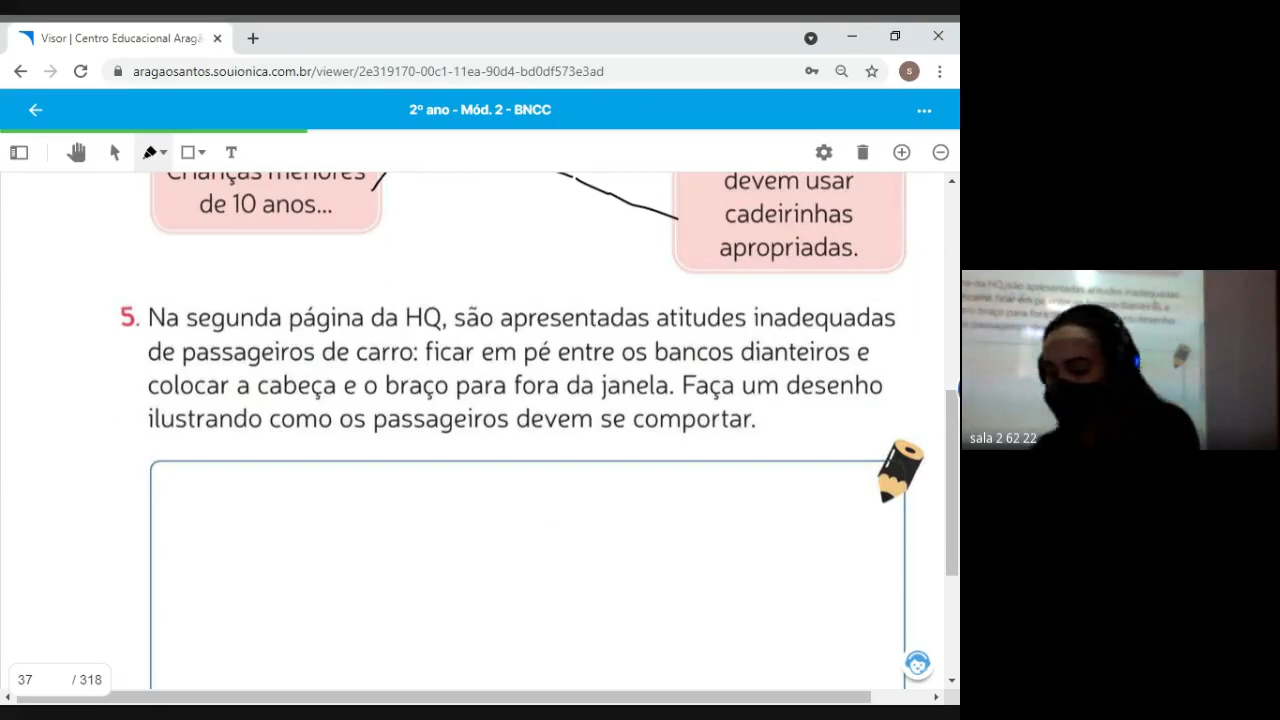 Visor | Centro Educacional Aragã
aragaosantos.souionica.com.br/viewer/2e319170-00c1-11ea-90d4-bd0df573e3ad
S
2º ano - Mód. 2 - BNCC
T
Crianças menores
de 10 anos...
devem usar
cadeirinhas
apropriadas.
5. Na segunda página da HQ, são apresentadas atitudes inadequadas
de passageiros de carro: ficar em pé entre os bancos dianteiros e
colocar a cabeça e o braço para fora da janela. Faça um desenho
ilustrando como os passageiros devem se comportar.
37 / 318
sala 2 62 22